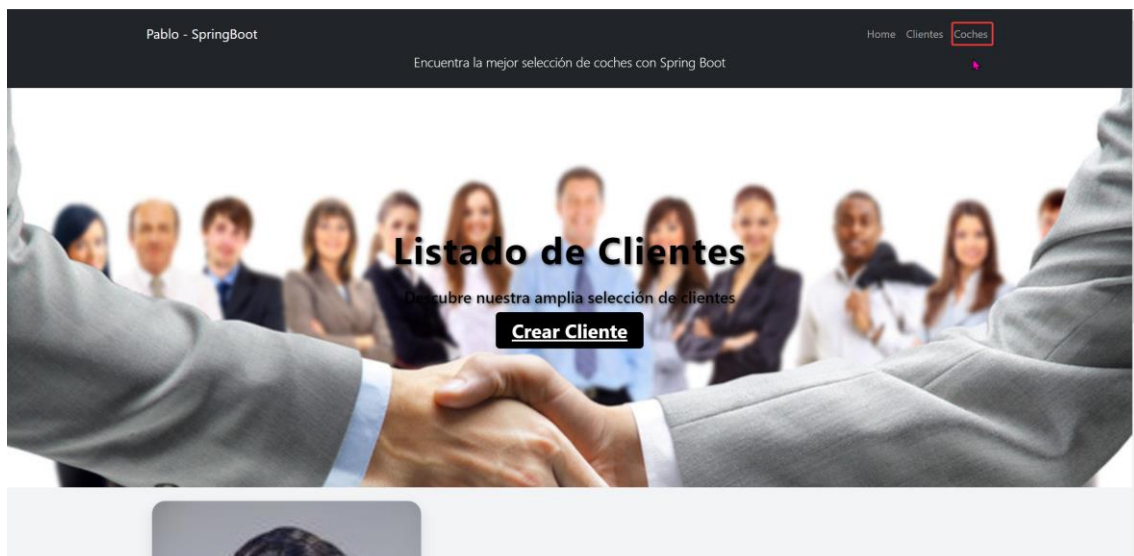 Pablo - SpringBoot
Home Clientes Coches
Encuentra la mejor selección de coches con Spring Boot
Listado de Clientes
Descubre nuestra amplia selección de clientes
Crear Cliente